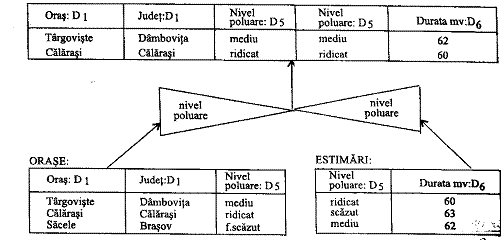 Oraş: D1 Judeţ:D1 Nivel poluare: D5 Nivel poluare: D5 Durata mv:D6
Târgovişte Dâmboviţa mediu mediu 62
Călăraşi Călăraşi ridicat ridicat 60
nivel poluare
nivel poluare
ORAŞE:
Oraş: D1 Judeţ:D1 Nivel poluare: D5
Târgovişte Dâmboviţa mediu
Călăraşi Călăraşi ridicat
Săcele Braşov f.scăzut
ESTIMĂRI:
Nivel poluare: D5 Durata mv:D6
ridicat 60
scăzut 63
mediu 62